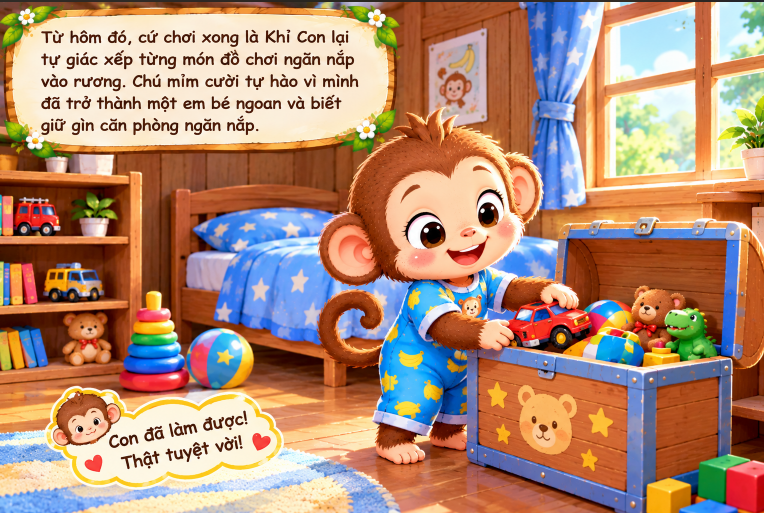 Từ hôm đó, cứ chơi xong là Khỉ Con lại
tự giác xếp từng món đồ chơi ngăn nắp
vào rương. Chú mỉm cười tự hào vì mình
đã trở thành một em bé ngoan và biết
giữ gìn căn phòng ngăn nắp.
Con đã làm được!
Thật tuyệt vời!